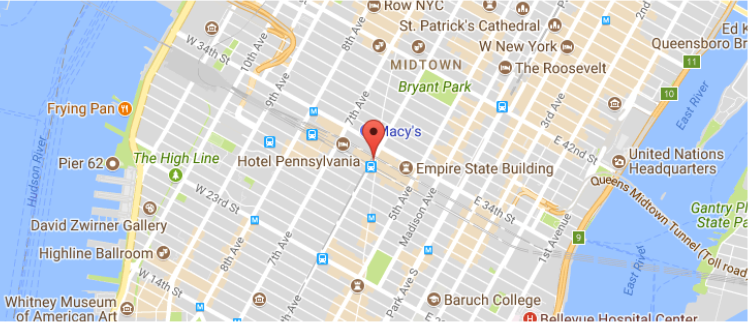 Row NYC
St. Patrick's Cathedral
Ed K
W 34th St
8th Ave
10th Ave
W New York
Queensboro Br
MIDTOWN
The Roosevelt
11
Bryant Park
9th Ave
7th Ave
10
East River
Frying Pan
3rd Ave
Macy's
E 42nd St
Hudson River
Pier 62
The High Line
Hotel Pennsylvania
Empire State Building
United Nations
Headquarters
W 23rd St
5th Ave
Madison Ave
E 34th St
Queens Midtown Tunnel (Toll road)
Gantry Pl
State Pa
David Zwirner Gallery
1st Avenue
9
Highline Ballroom
8th Ave
7th Ave
East River
W 14th St
Park Ave S
Whitney Museum
of American Art
Baruch College
Bellevue Hospital Center
M
M
M
M
M
M
H